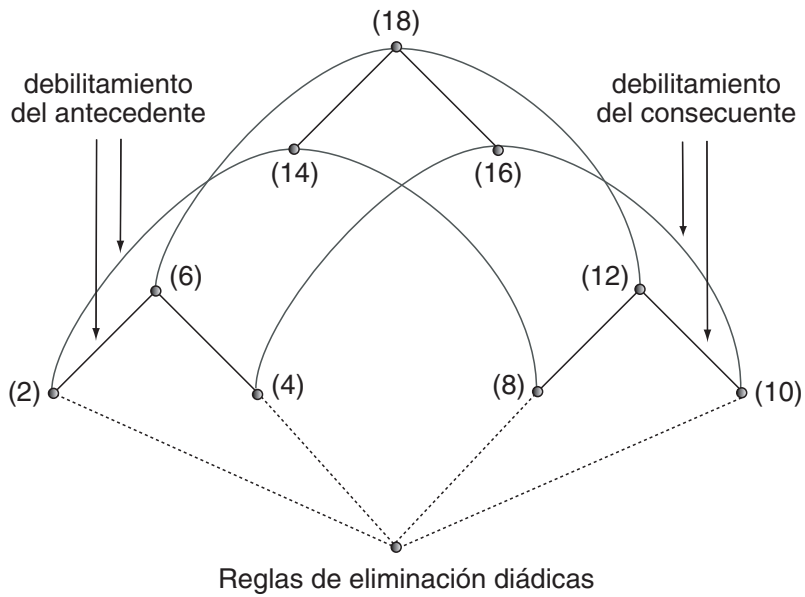 (18)
debilitamiento
del antecedente
debilitamiento
del consecuente
(14)
(16)
(6)
(12)
(2)
(4)
(8)
(10)
Reglas de eliminación diádicas